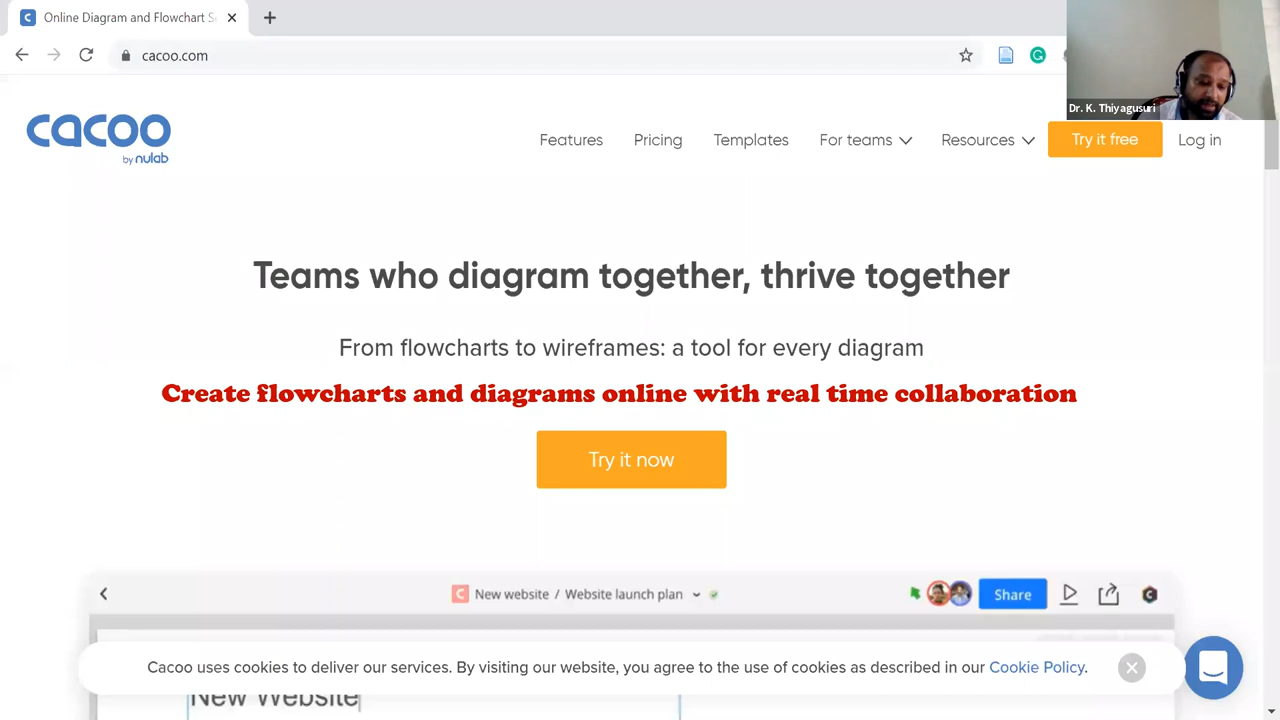 Online Diagram and Flowchart S
cacoo.com
Dr. K. Thiyagusuri
cacoo
by nulab
Features
Pricing
Templates
For teams
Resources
Try it free
Log in
Teams who diagram together, thrive together
From flowcharts to wireframes: a tool for every diagram
Create flowcharts and diagrams online with real time collaboration
Try it now
New website / Website launch plan
Share
Cacoo uses cookies to deliver our services. By visiting our website, you agree to the use of cookies as described in our Cookie Policy.
New Website